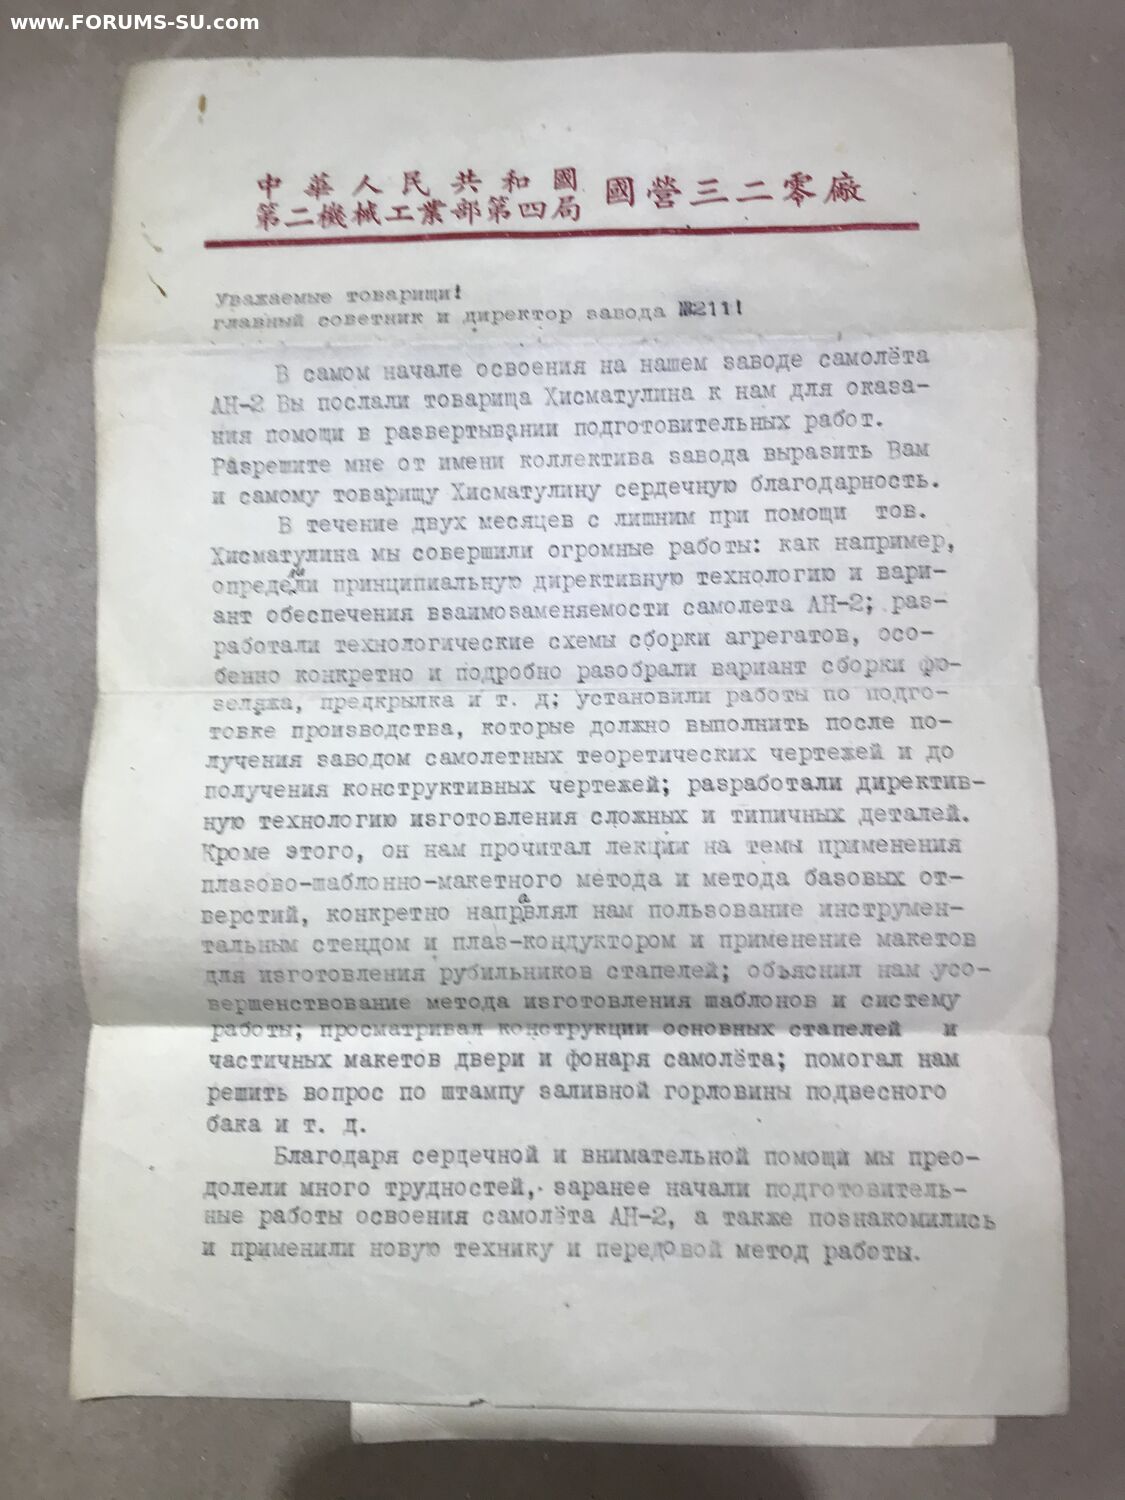 www.FORUMS-SU.com
中華人民共和國
第二機械工業部第四局 國營三二零廠
Уважаемые товарищи!
главный советник и директор завода №211!
В самом начале освоения на нашем заводе самолёта
АН-2 Вы послали товарища Хисматулина к нам для оказа-
ния помощи в развертывании подготовительных работ.
Разрешите мне от имени коллектива завода выразить Вам
и самому товарищу Хисматулину сердечную благодарность.
В течение двух месяцев с лишним при помощи тов.
Хисматулина мы совершили огромные работы: как например,
определили принципиальную директивную технологию и вари-
ант обеспечения взаимозаменяемости самолета АН-2; раз-
работали технологические схемы сборки агрегатов, осо-
бенно конкретно и подробно разобрали вариант сборки фю-
зеляжа, предкрылка и т. д; установили работы по подго-
товке производства, которые должно выполнить после по-
лучения заводом самолетных теоретических чертежей и до
получения конструктивных чертежей; разработали директив-
ную технологию изготовления сложных и типичных деталей.
Кроме этого, он нам прочитал лекции на темы применения
плазово-шаблонно-макетного метода и метода базовых от-
верстий, конкретно направлял нам пользование инструмен-
тальным стендом и плаз-кондуктором и применение макетов
для изготовления рубильников стапелей; объяснил нам усо-
вершенствование метода изготовления шаблонов и систему
работы; просматривал конструкции основных стапелей и
частичных макетов двери и фонаря самолёта; помогал нам
решить вопрос по штампу заливной горловины подвесного
бака и т. д.
Благодаря сердечной и внимательной помощи мы прео-
долели много трудностей, заранее начали подготовитель-
ные работы освоения самолёта АН-2, а также познакомились
и применили новую технику и передовой метод работы.